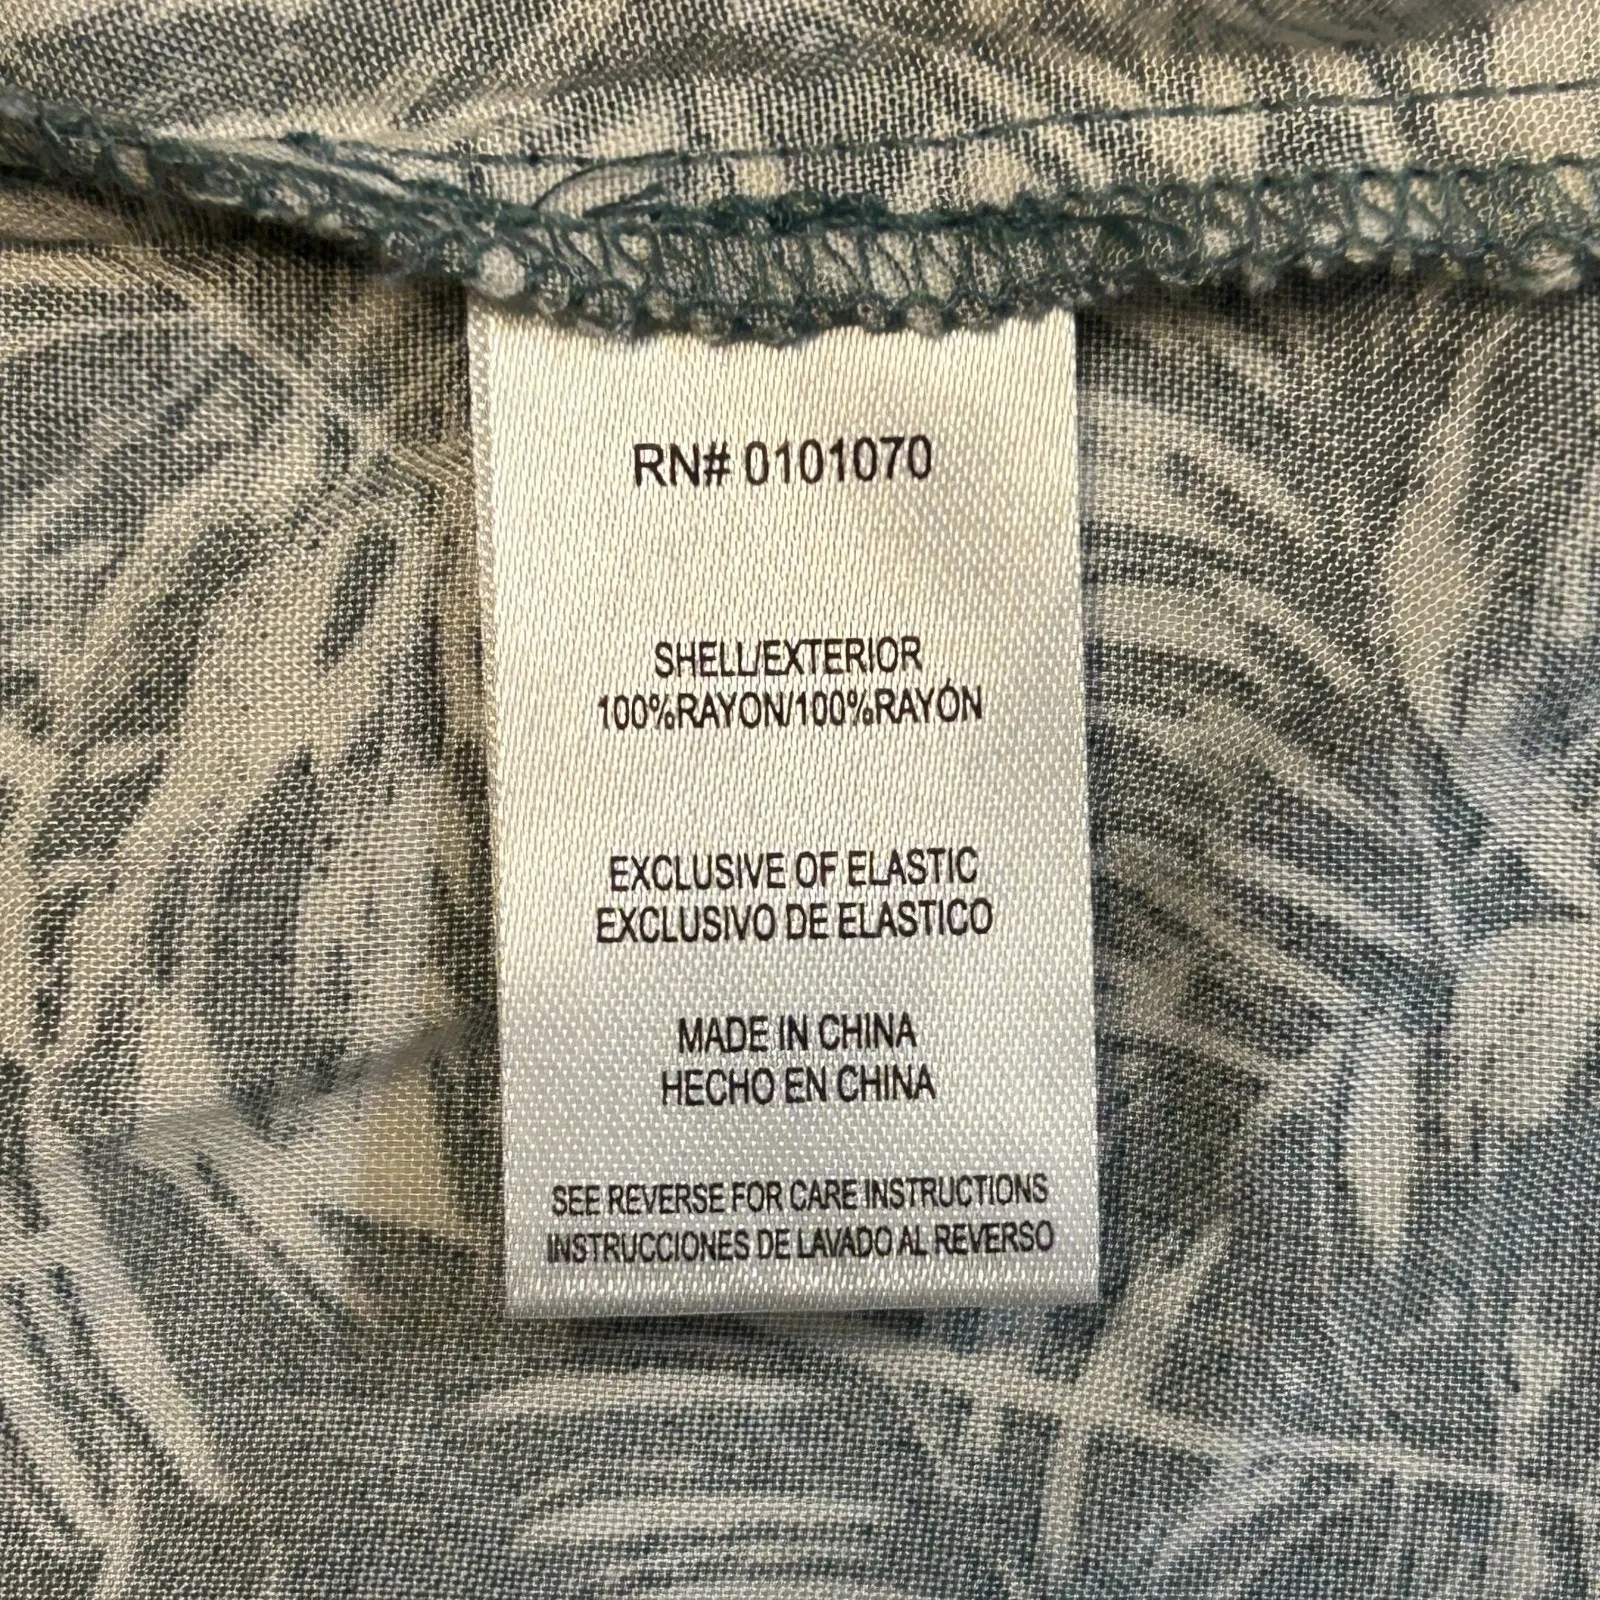 RN# 0101070
SHELL/EXTERIOR
100%RAYON/100%RAYÓN
EXCLUSIVE OF ELASTIC
EXCLUSIVO DE ELASTICO
MADE IN CHINA
HECHO EN CHINA
SEE REVERSE FOR CARE INSTRUCTIONS
INSTRUCCIONES DE LAVADO AL REVERSO